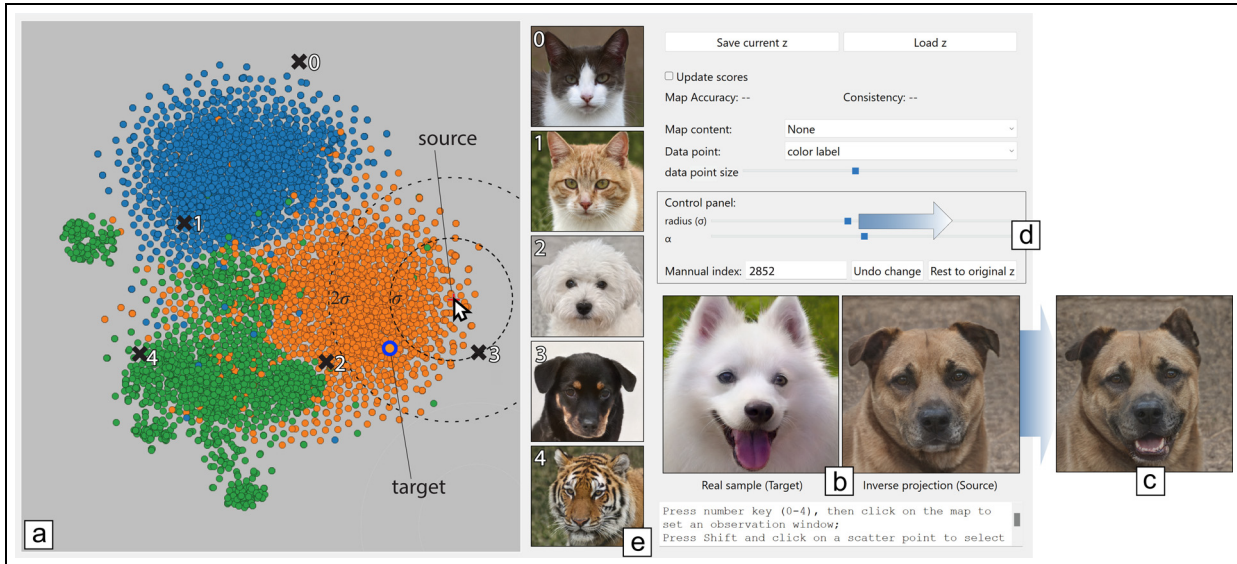 0
source
1
2σ
σ
4
2
3
target
a
0
1
2
3
4
e
Save current z
Load z
Update scores
Map Accuracy: --
Consistency: --
Map content:
None
Data point:
color label
data point size
Control panel:
radius (σ)
α
d
Mannual index:
2852
Undo change
Rest to original z
b
c
Real sample (Target)
Inverse projection (Source)
Press number key (0-4), then click on the map to
set an observation window;
Press Shift and click on a scatter point to select